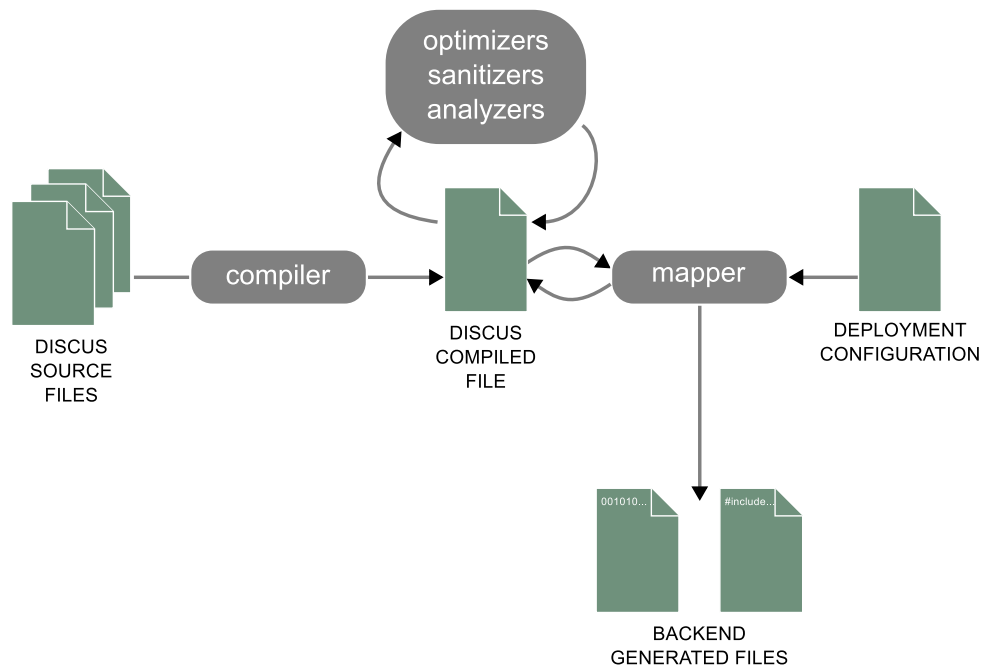 optimizers
sanitizers
analyzers
compiler
mapper
DISCUS
SOURCE
FILES
DISCUS
COMPILED
FILE
DEPLOYMENT
CONFIGURATION
001010...
#include...
BACKEND
GENERATED FILES